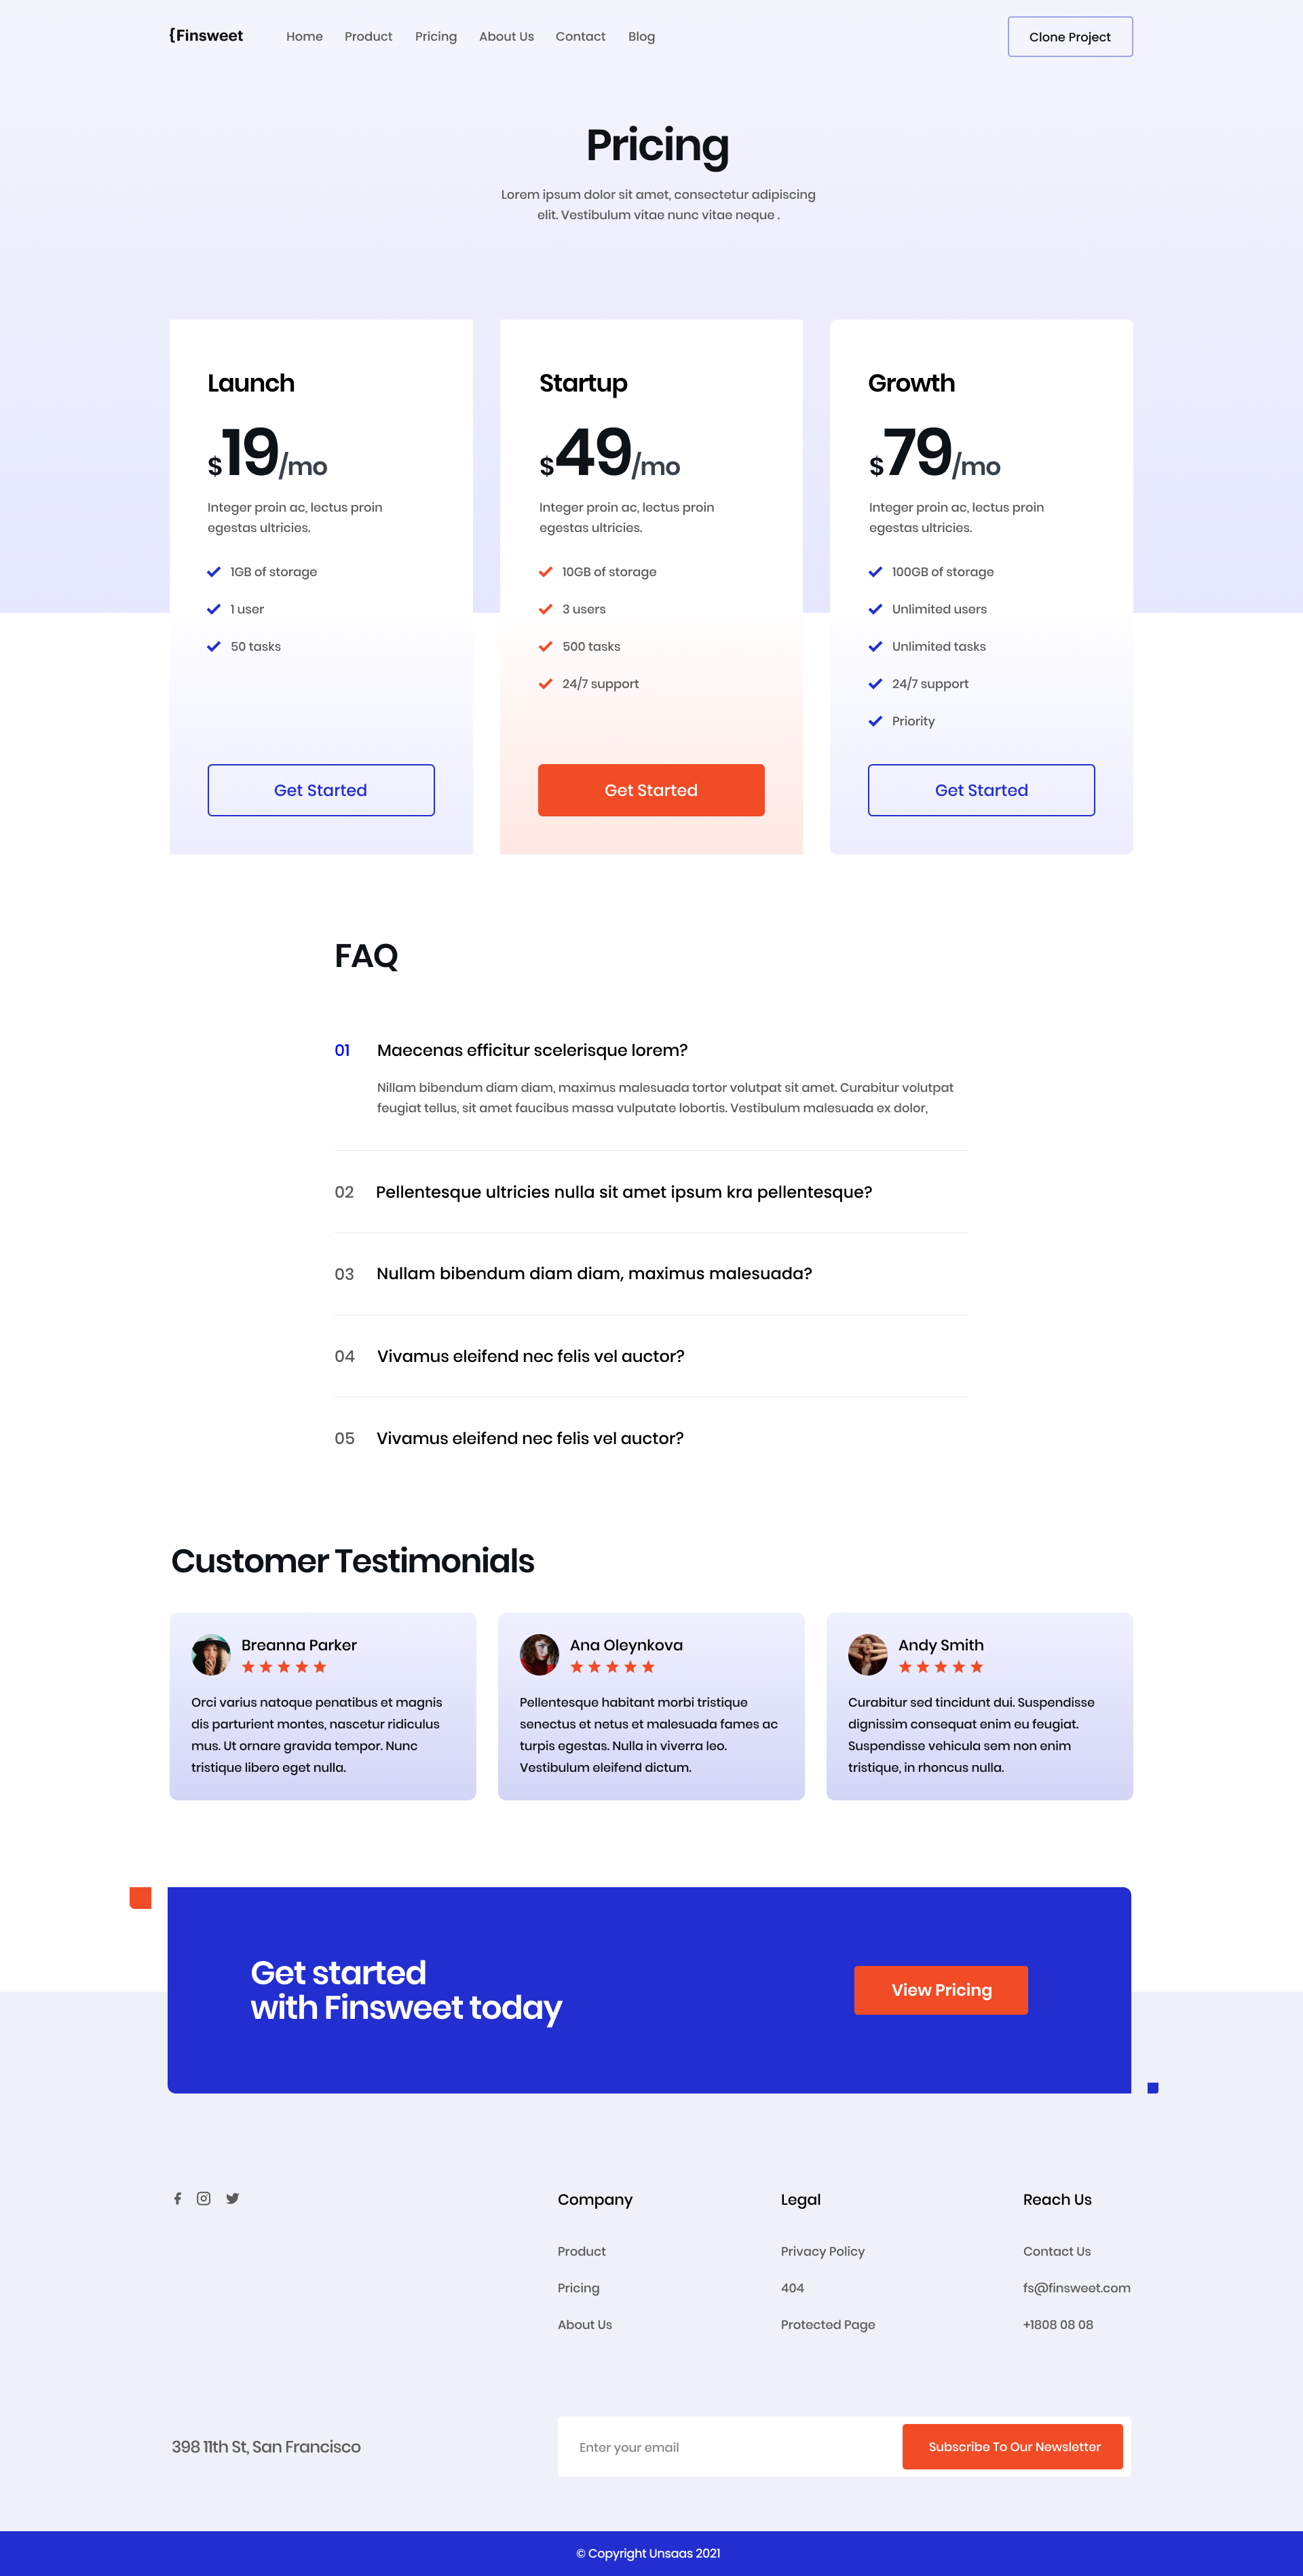 {Finsweet
Home Product Pricing About Us Contact Blog
Clone Project
Pricing
Lorem ipsum dolor sit amet, consectetur adipiscing
elit. Vestibulum vitae nunc vitae neque .
Launch
$19/mo
Integer proin ac, lectus proin
egestas ultricies.
1GB of storage
1 user
50 tasks
Get Started
Startup
$49/mo
Integer proin ac, lectus proin
egestas ultricies.
10GB of storage
3 users
500 tasks
24/7 support
Get Started
Growth
$79/mo
Integer proin ac, lectus proin
egestas ultricies.
100GB of storage
Unlimited users
Unlimited tasks
24/7 support
Priority
Get Started
FAQ
01 Maecenas efficitur scelerisque lorem?
Nillam bibendum diam diam, maximus malesuada tortor volutpat sit amet. Curabitur volutpat
feugiat tellus, sit amet faucibus massa vulputate lobortis. Vestibulum malesuada ex dolor,
02 Pellentesque ultricies nulla sit amet ipsum kra pellentesque?
03 Nullam bibendum diam diam, maximus malesuada?
04 Vivamus eleifend nec felis vel auctor?
05 Vivamus eleifend nec felis vel auctor?
Customer Testimonials
Breanna Parker
Orci varius natoque penatibus et magnis
dis parturient montes, nascetur ridiculus
mus. Ut ornare gravida tempor. Nunc
tristique libero eget nulla.
Ana Oleynkova
Pellentesque habitant morbi tristique
senectus et netus et malesuada fames ac
turpis egestas. Nulla in viverra leo.
Vestibulum eleifend dictum.
Andy Smith
Curabitur sed tincidunt dui. Suspendisse
dignissim consequat enim eu feugiat.
Suspendisse vehicula sem non enim
tristique, in rhoncus nulla.
Get started
with Finsweet today
View Pricing
Company
Product
Pricing
About Us
Legal
Privacy Policy
404
Protected Page
Reach Us
Contact Us
fs@finsweet.com
+1808 08 08
398 11th St, San Francisco
Enter your email
Subscribe To Our Newsletter
© Copyright Unsaas 2021